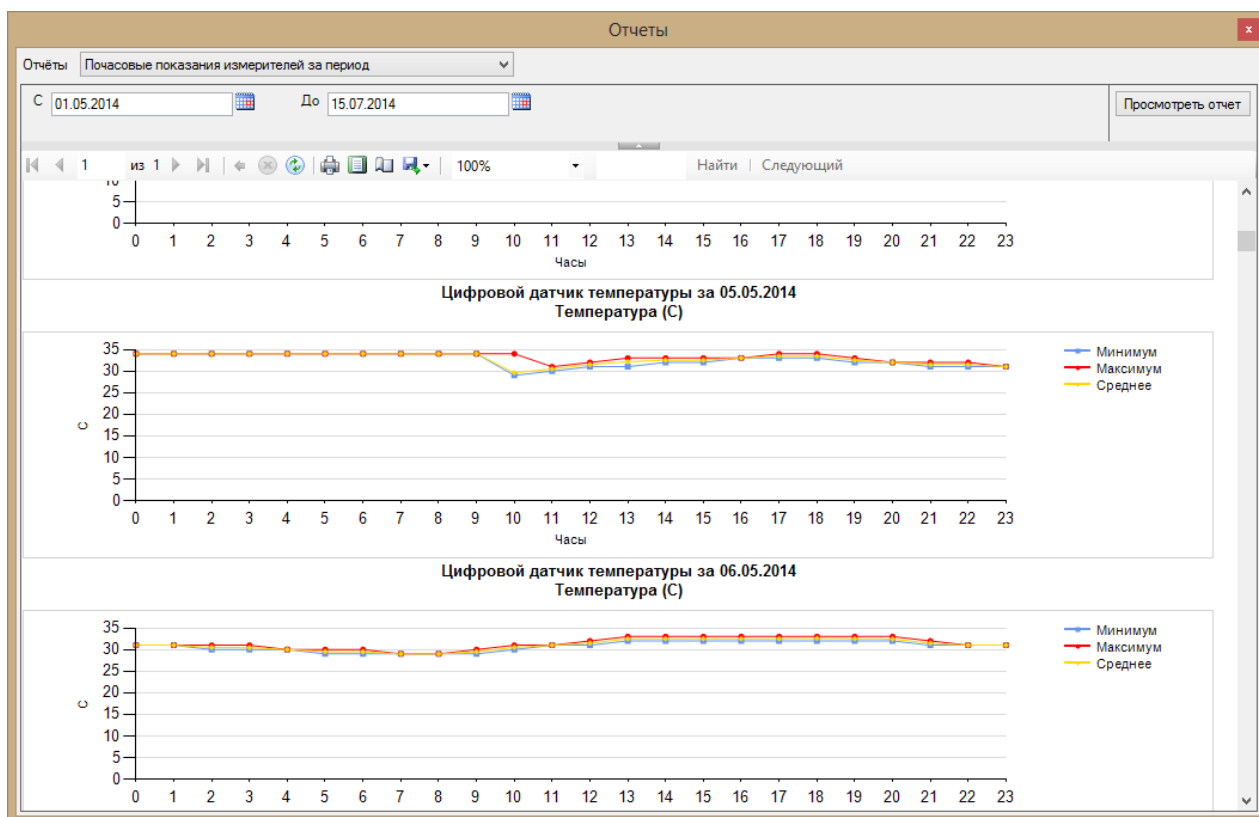 Отчеты
x
Отчёты Почасовые показания измерителей за период
С 01.05.2014 До 15.07.2014 Просмотреть отчет
1 из 1 100% Найти | Следующий
10
5
0
0 1 2 3 4 5 6 7 8 9 10 11 12 13 14 15 16 17 18 19 20 21 22 23
Часы
Цифровой датчик температуры за 05.05.2014
Температура (С)
35
30
25
20
15
10
5
0
С
0 1 2 3 4 5 6 7 8 9 10 11 12 13 14 15 16 17 18 19 20 21 22 23
Часы
Минимум
Максимум
Среднее
Цифровой датчик температуры за 06.05.2014
Температура (С)
35
30
25
20
15
10
5
0
С
0 1 2 3 4 5 6 7 8 9 10 11 12 13 14 15 16 17 18 19 20 21 22 23
Минимум
Максимум
Среднее